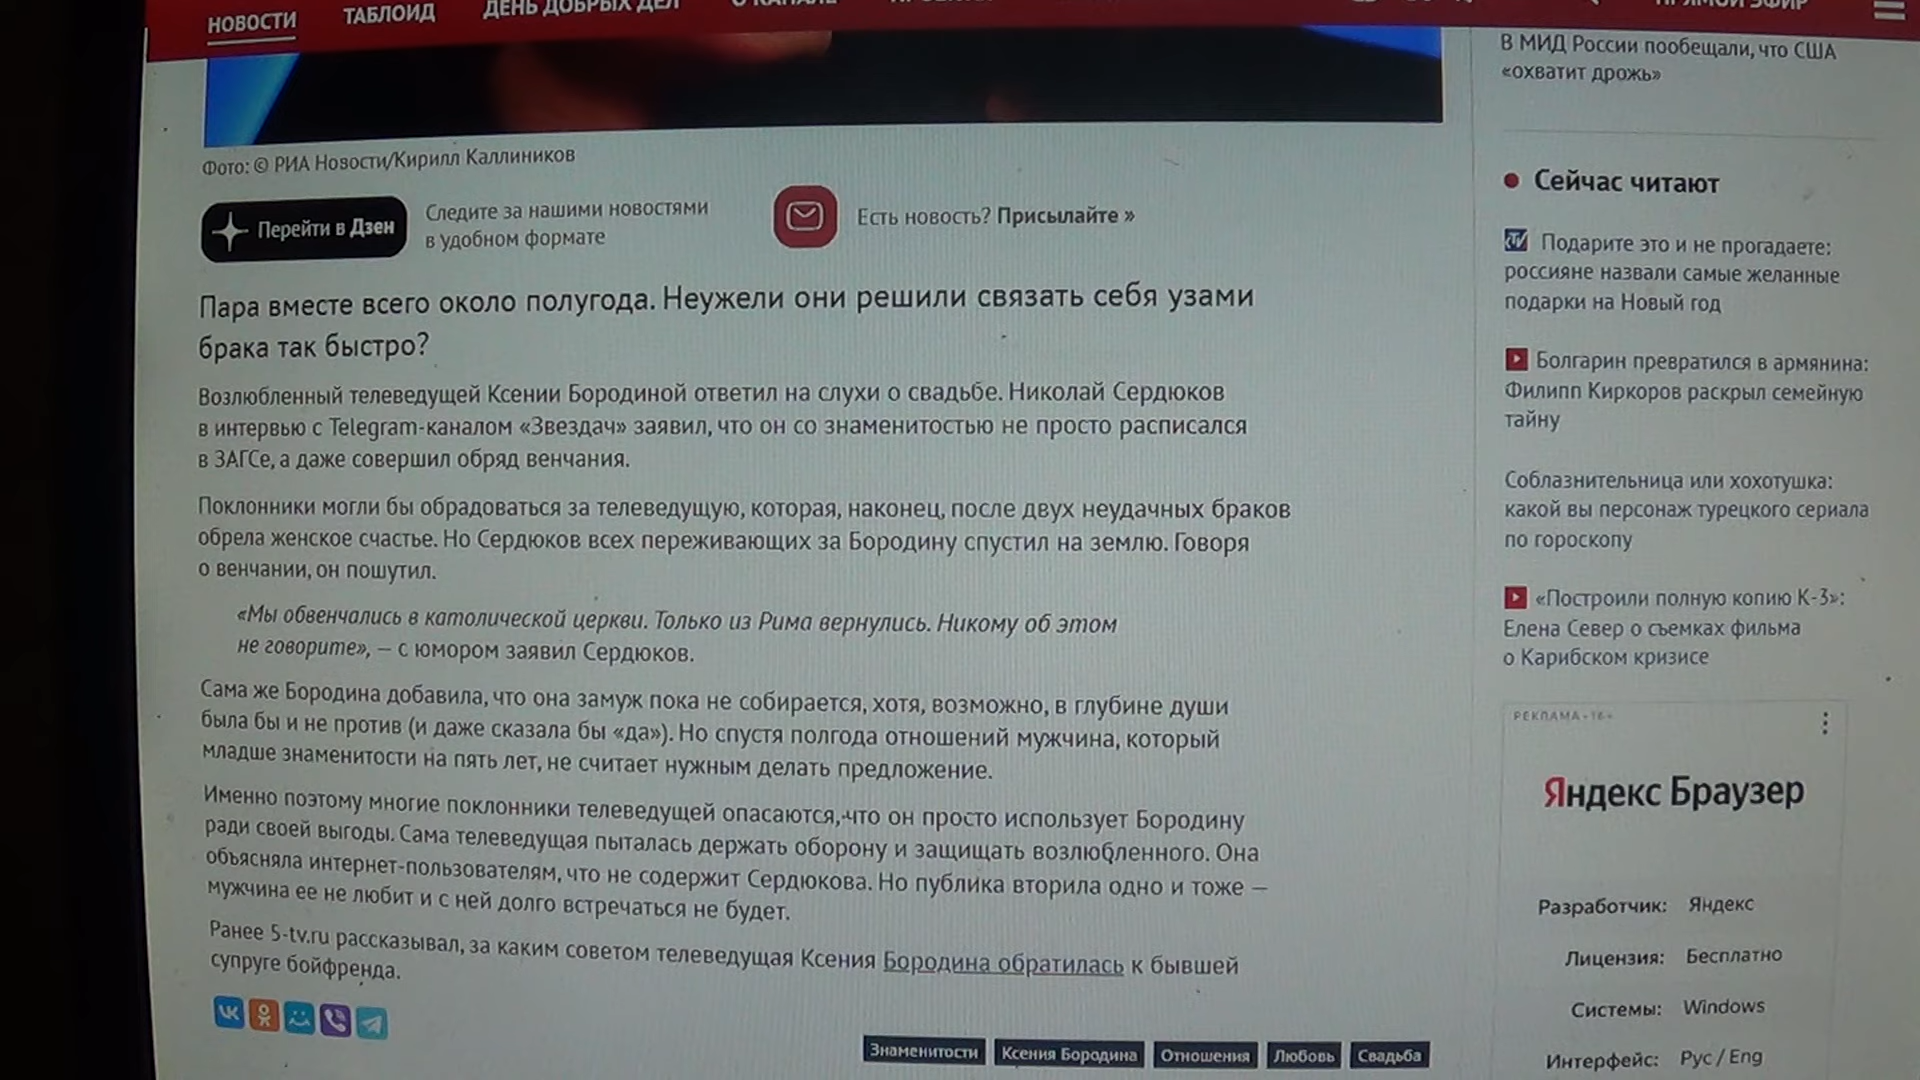 НОВОСТИ
ТАБЛОИД
ДЕНЬ ДОБРЫХ ДЕЛ
О КАНАЛЕ
ПРЯМОЙ ЭФИР
Фото: © РИА Новости/Кирилл Каллиников
Перейти в Дзен
Следите за нашими новостями
в удобном формате
Есть новость? Присылайте »
Пара вместе всего около полугода. Неужели они решили связать себя узами
брака так быстро?
Возлюбленный телеведущей Ксении Бородиной ответил на слухи о свадьбе. Николай Сердюков
в интервью с Telegram-каналом «Звездач» заявил, что он со знаменитостью не просто расписался
в ЗАГСе, а даже совершил обряд венчания.
Поклонники могли бы обрадоваться за телеведущую, которая, наконец, после двух неудачных браков
обрела женское счастье. Но Сердюков всех переживающих за Бородину спустил на землю. Говоря
о венчании, он пошутил.
«Мы обвенчались в католической церкви. Только из Рима вернулись. Никому об этом
не говорите», — с юмором заявил Сердюков.
Сама же Бородина добавила, что она замуж пока не собирается, хотя, возможно, в глубине души
была бы и не против (и даже сказала бы «да»). Но спустя полгода отношений мужчина, который
младше знаменитости на пять лет, не считает нужным делать предложение.
Именно поэтому многие поклонники телеведущей опасаются, что он просто использует Бородину
ради своей выгоды. Сама телеведущая пыталась держать оборону и защищать возлюбленного. Она
объясняла интернет-пользователям, что не содержит Сердюкова. Но публика вторила одно и тоже —
мужчина ее не любит и с ней долго встречаться не будет.
Ранее 5-tv.ru рассказывал, за каким советом телеведущая Ксения Бородина обратилась к бывшей
супруге бойфренда.
Знаменитости
Ксения Бородина
Отношения
Любовь
Свадьба
В МИД России пообещали, что США
«охватит дрожь»
Сейчас читают
Подарите это и не прогадаете:
россияне назвали самые желанные
подарки на Новый год
Болгарин превратился в армянина:
Филипп Киркоров раскрыл семейную
тайну
Соблазнительница или хохотушка:
какой вы персонаж турецкого сериала
по гороскопу
«Построили полную копию К-3»:
Елена Север о съемках фильма
о Карибском кризисе
РЕКЛАМА • 16+
Яндекс Браузер
Разработчик: Яндекс
Лицензия: Бесплатно
Системы: Windows
Интерфейс: Рус / Eng